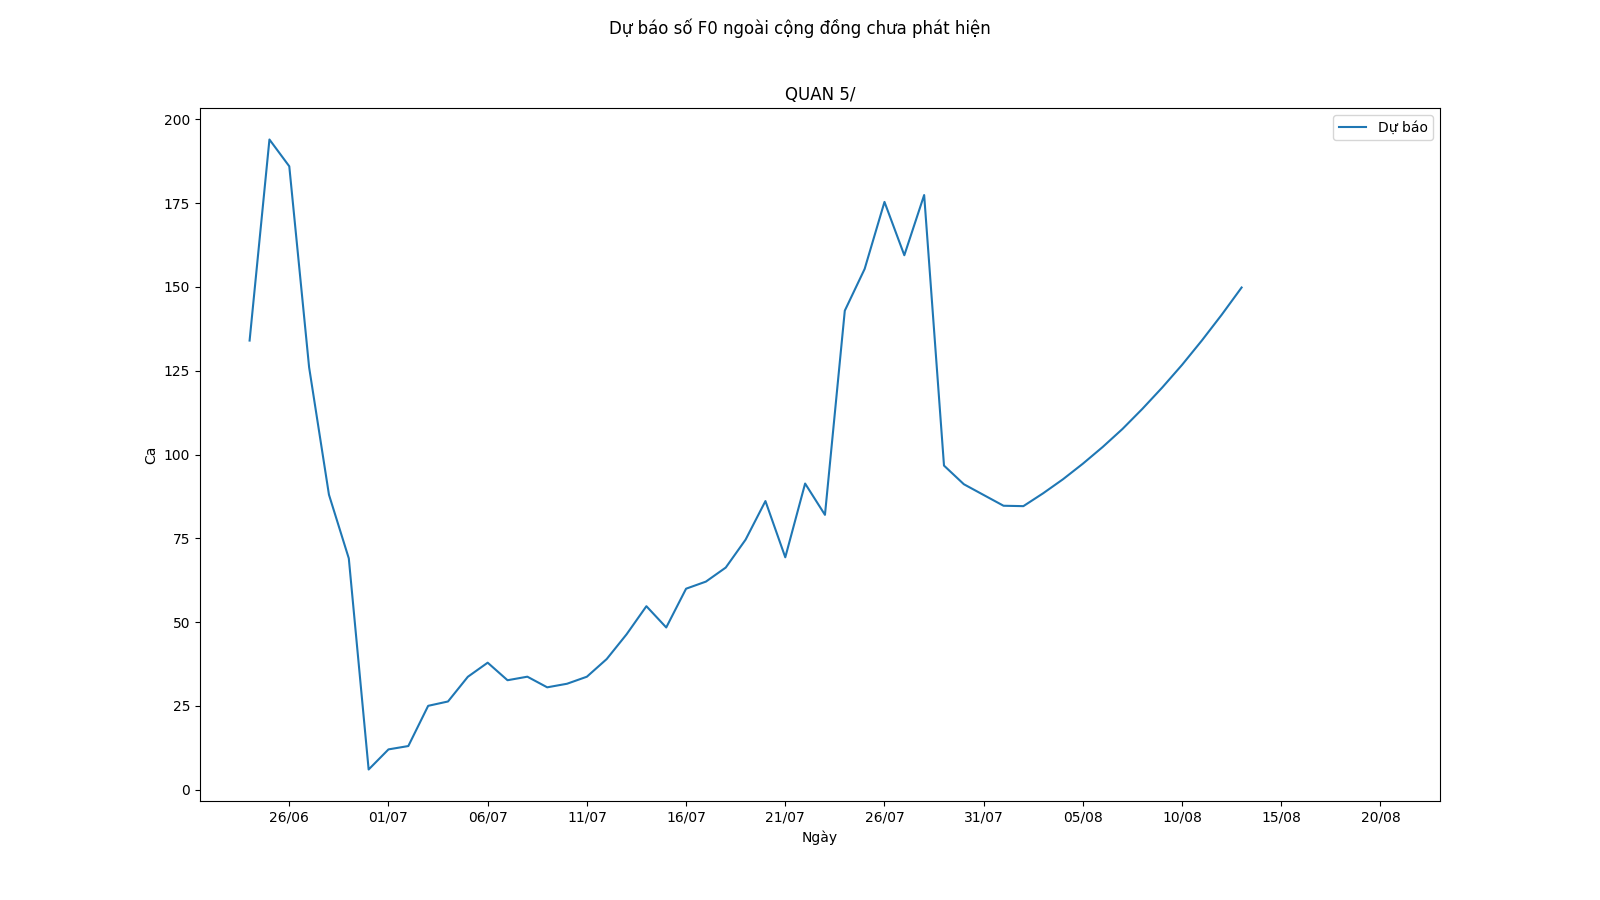 Dự báo số F0 ngoài cộng đồng chưa phát hiện
QUAN 5/
Dự báo
200
175
150
125
100
75
50
25
0
Ca
26/06 01/07 06/07 11/07 16/07 21/07 26/07 31/07 05/08 10/08 15/08 20/08
Ngày